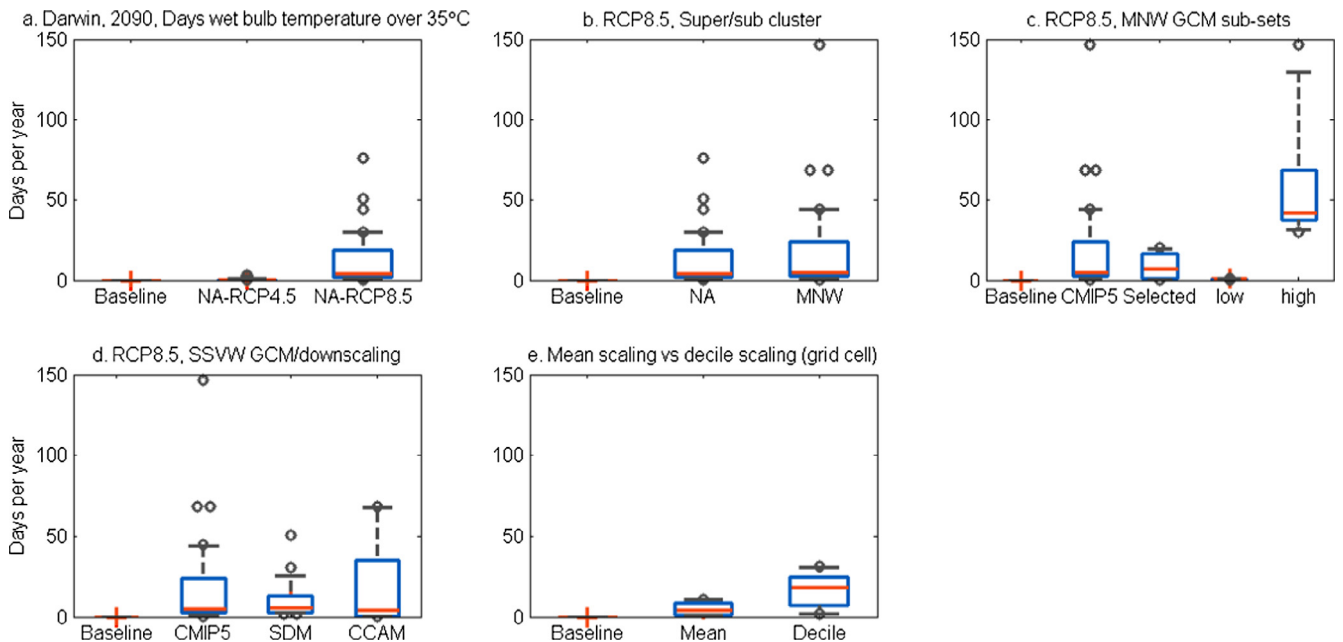 a. Darwin, 2090, Days wet bulb temperature over 35°C
b. RCP8.5, Super/sub cluster
c. RCP8.5, MNW GCM sub-sets
150
100
50
0
Days per year
Baseline NA-RCP4.5 NA-RCP8.5
150
100
50
0
Baseline NA MNW
150
100
50
0
Baseline CMIP5 Selected low high
d. RCP8.5, SSVW GCM/downscaling
e. Mean scaling vs decile scaling (grid cell)
150
100
50
0
Days per year
Baseline CMIP5 SDM CCAM
150
100
50
0
Baseline Mean Decile